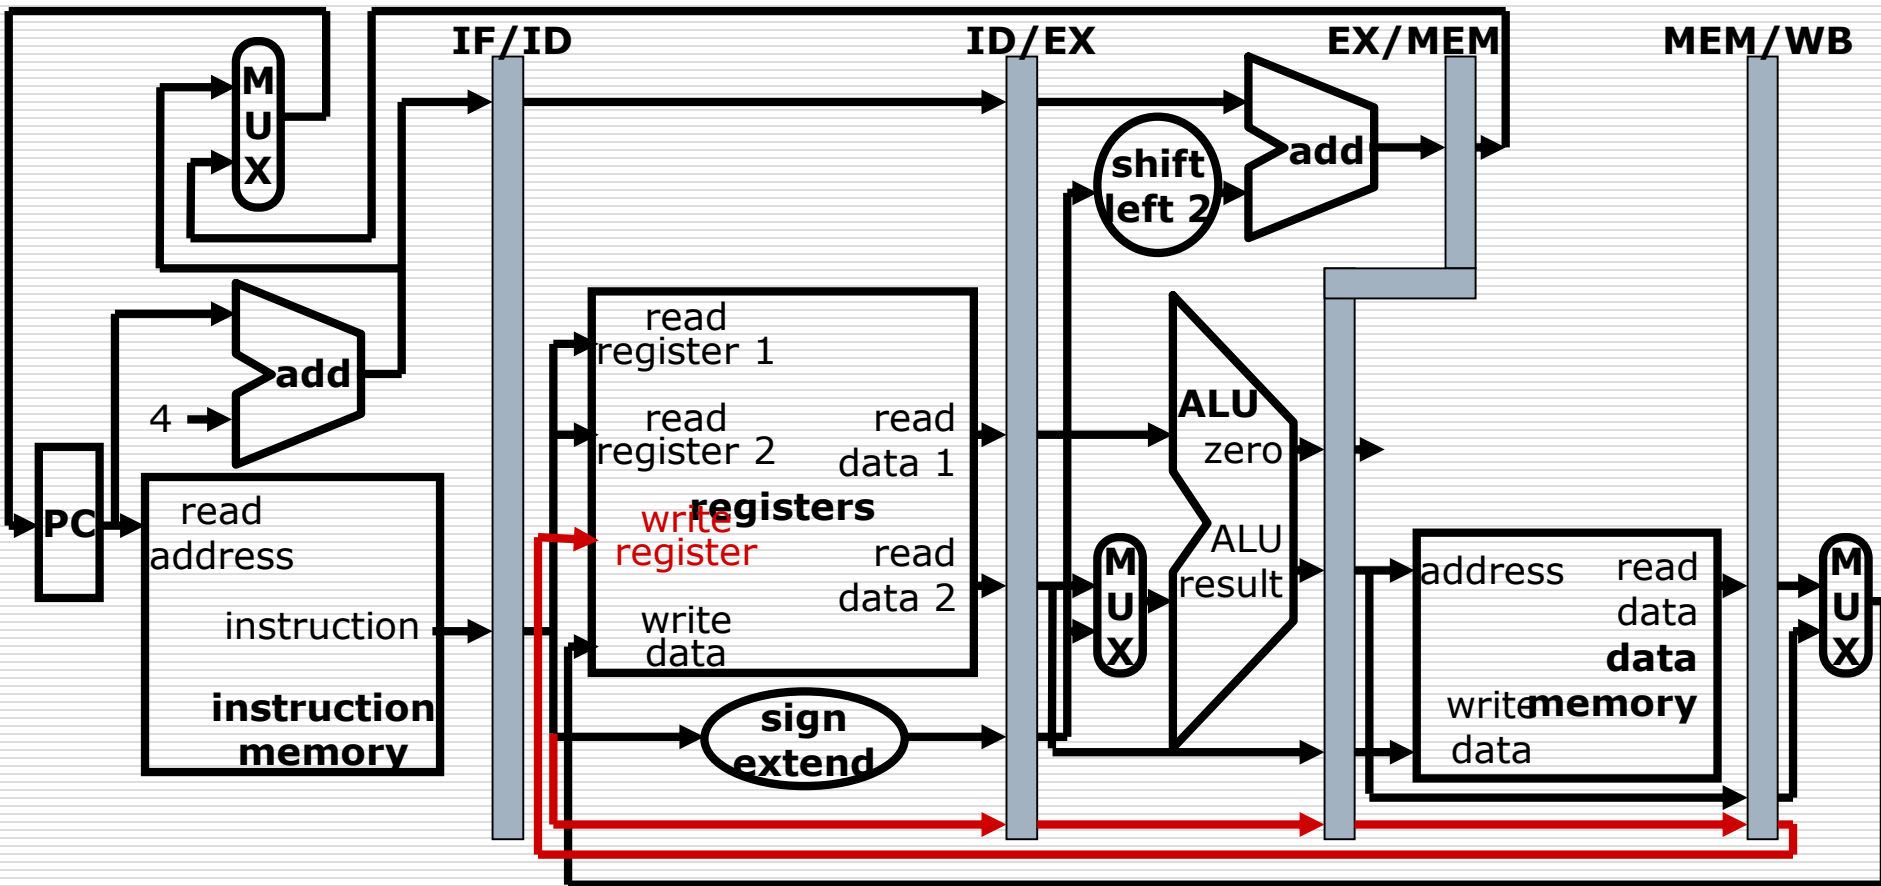 IF/ID
ID/EX
EX/MEM
MEM/WB
M
U
X
add
4
PC
read
address
instruction
instruction
memory
read
register 1
read
register 2
read
data 1
registers
write
register
read
data 2
write
data
sign
extend
shift
left 2
add
ALU
zero
ALU
result
M
U
X
address
read
data
data
memory
write
data
M
U
X